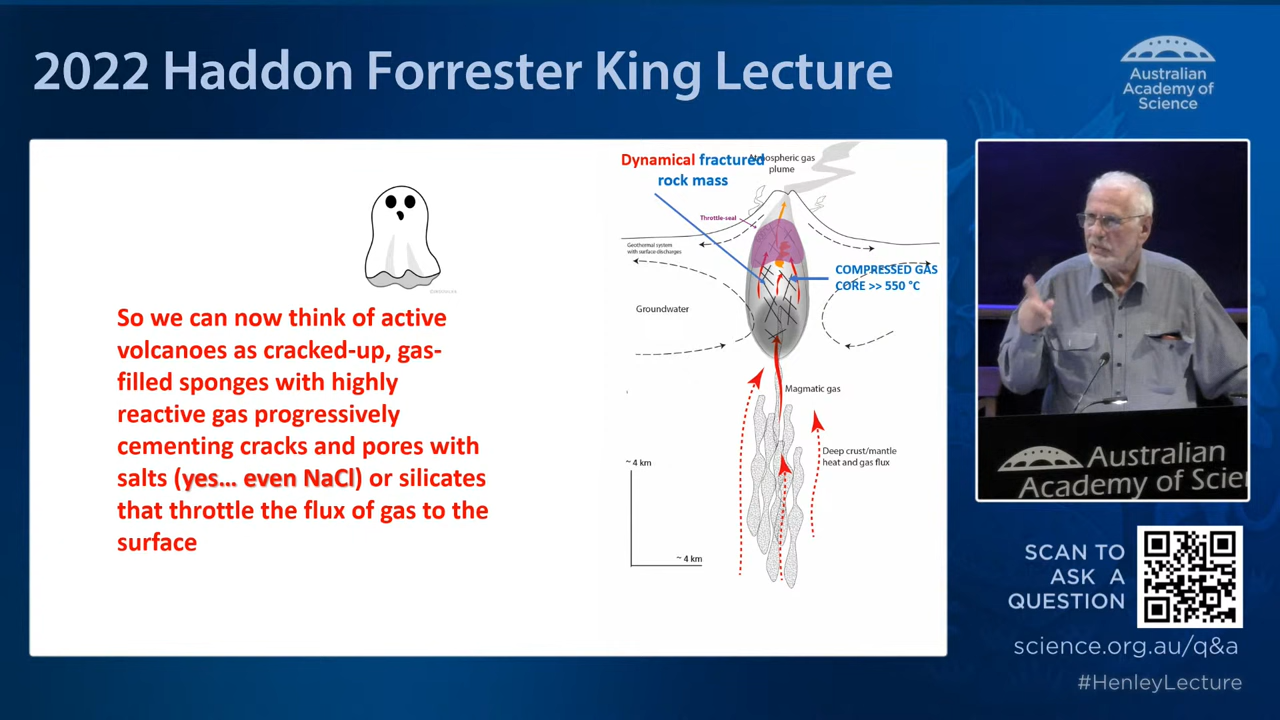 2022 Haddon Forrester King Lecture
Australian
Academy of
Science
So we can now think of active
volcanoes as cracked-up, gas-
filled sponges with highly
reactive gas progressively
cementing cracks and pores with
salts (yes... even NaCl) or silicates
that throttle the flux of gas to the
surface
Dynamical fractured
rock mass
gas
plume
Throttle-seal
Geothermal system
with surface discharges
COMPRESSED GAS
CORE >> 550 °C
Groundwater
Magmatic gas
Deep crust/mantle
heat and gas flux
~ 4 km
~ 4 km
Australian
Academy of Scie
SCAN TO
ASK A
QUESTION
science.org.au/q&a
#HenleyLecture